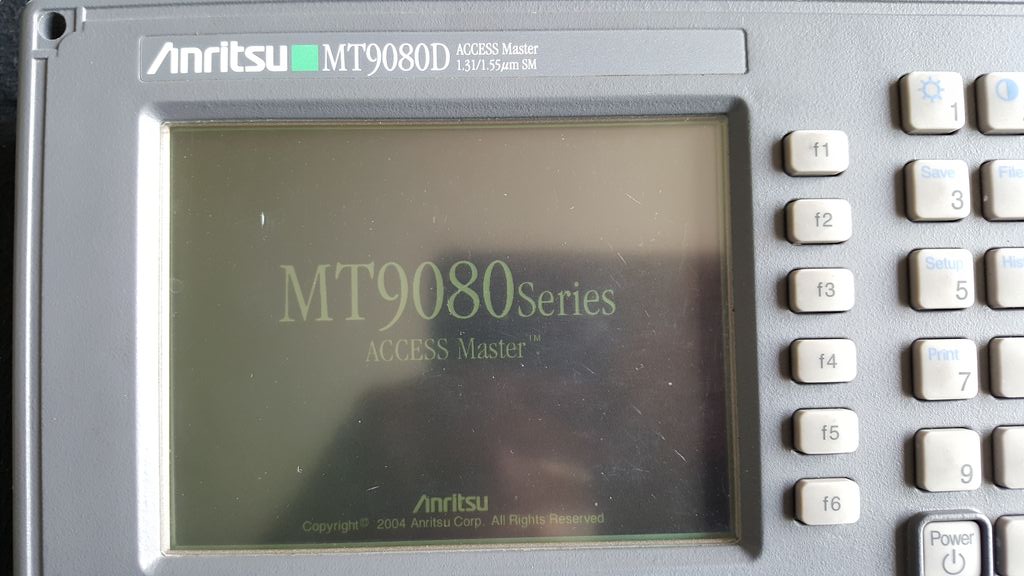 Anritsu MT9080D ACCESS Master
1.31/1.55µm SM
MT9080Series
ACCESS Master™
Anritsu
Copyright© 2004 Anritsu Corp. All Rights Reserved
f1
f2
f3
f4
f5
f6
1
Save
3
File
Setup
5
Print
7
9
Power